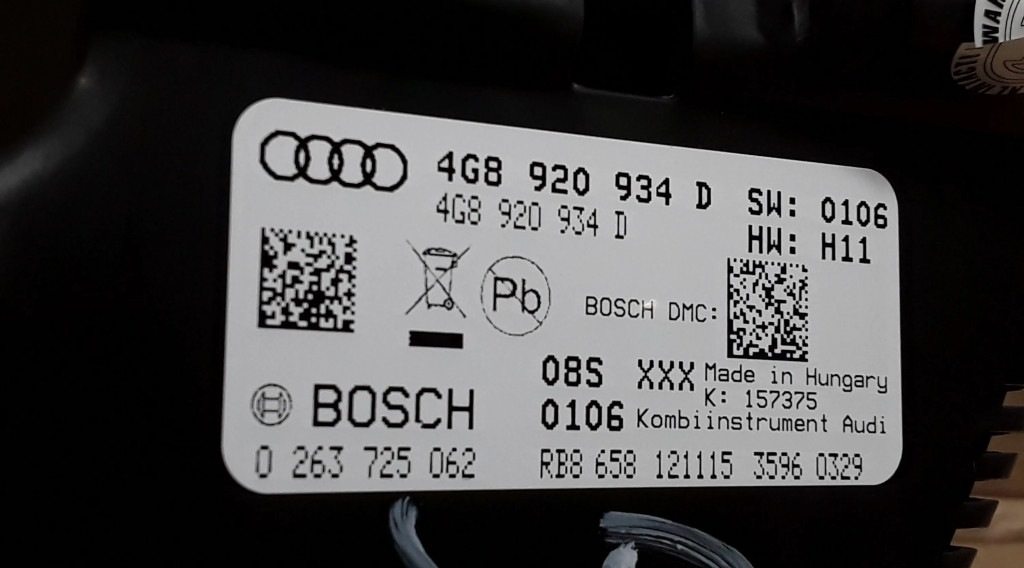 4G8 920 934 D SW: 0106
4G8 920 934 D HW: H11
Pb BOSCH DMC:
08S XXX Made in Hungary
K: 157375
BOSCH 0106 Kombiinstrument Audi
0 263 725 062 RB8 658 121115 3596 0329